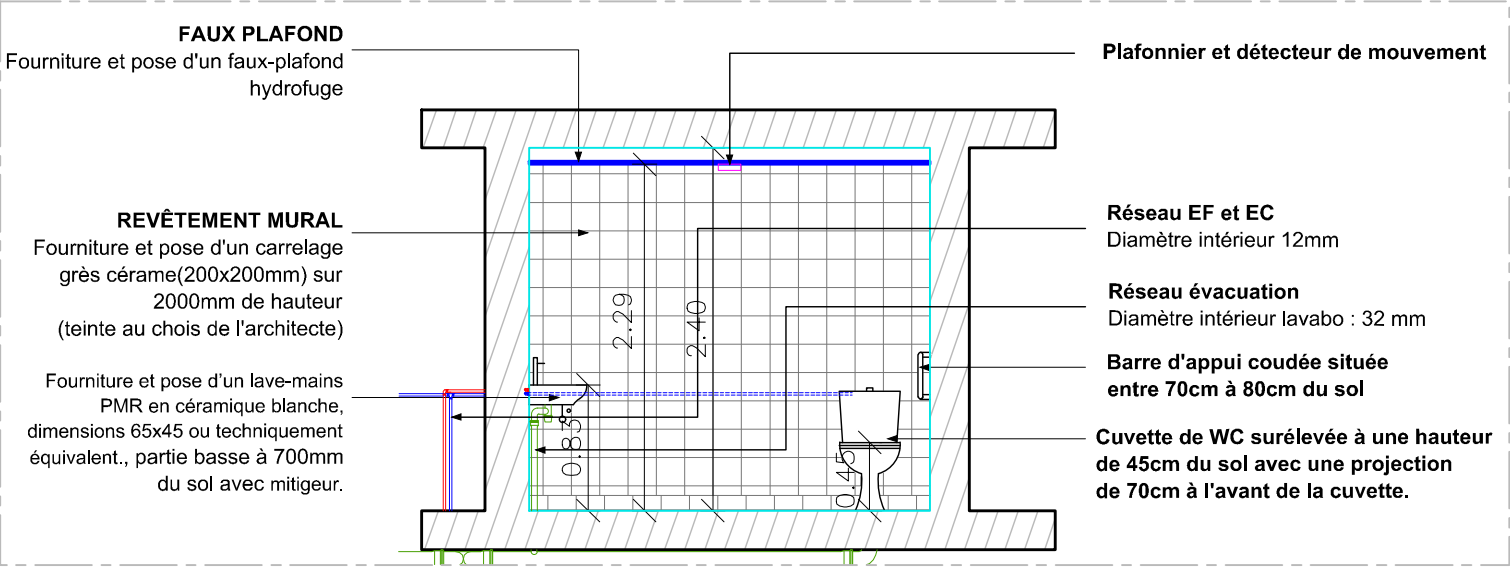 FAUX PLAFOND
Fourniture et pose d'un faux-plafond
hydrofuge
REVÊTEMENT MURAL
Fourniture et pose d'un carrelage
grès cérame(200x200mm) sur
2000mm de hauteur
(teinte au chois de l'architecte)
Fourniture et pose d’un lave-mains
PMR en céramique blanche,
dimensions 65x45 ou techniquement
équivalent., partie basse à 700mm
du sol avec mitigeur.
2.29
2.40
0.85
0.45
Plafonnier et détecteur de mouvement
Réseau EF et EC
Diamètre intérieur 12mm
Réseau évacuation
Diamètre intérieur lavabo : 32 mm
Barre d'appui coudée située
entre 70cm à 80cm du sol
Cuvette de WC surélevée à une hauteur
de 45cm du sol avec une projection
de 70cm à l'avant de la cuvette.